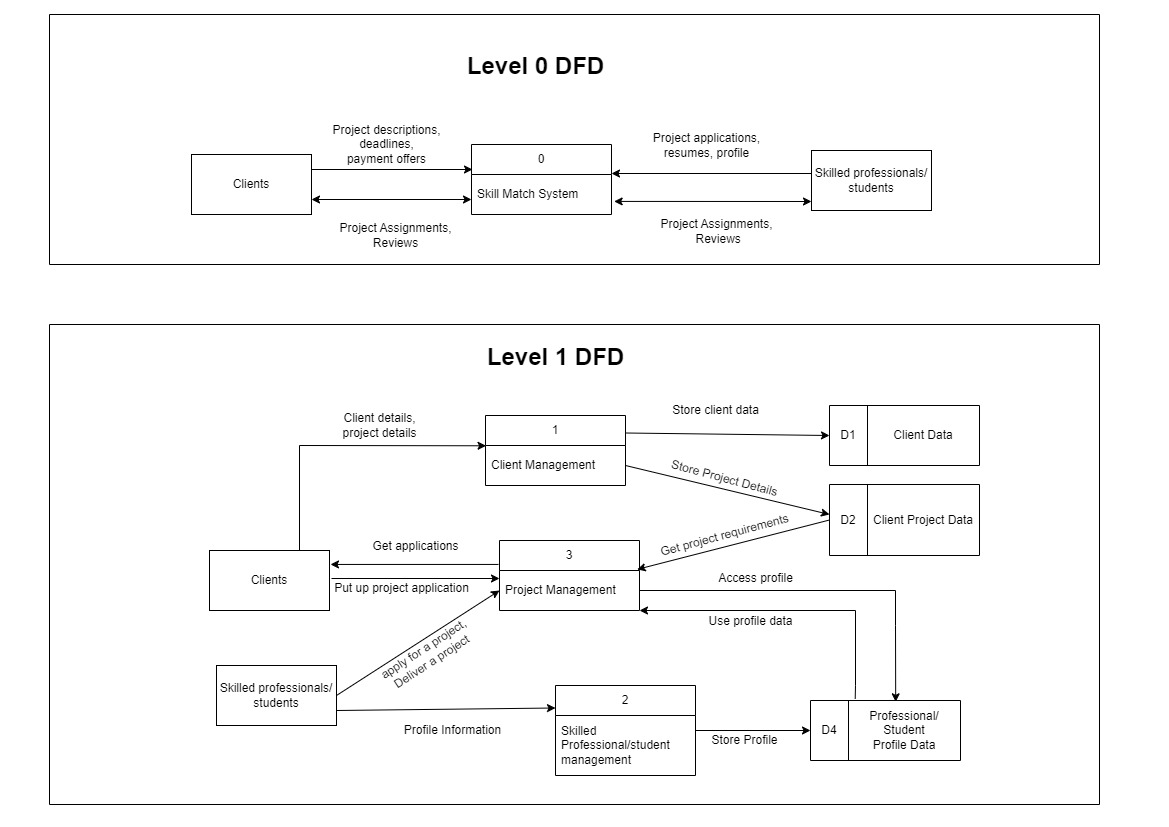 Level 0 DFD
Project descriptions,
deadlines,
payment offers
Project applications,
resumes, profile
Clients
0
Skill Match System
Skilled professionals/
students
Project Assignments,
Reviews
Project Assignments,
Reviews
Level 1 DFD
Client details,
project details
1
Client Management
Store client data
D1
Client Data
Store Project Details
D2
Client Project Data
Get project requirements
Clients
Get applications
Put up project application
3
Project Management
Access profile
Use profile data
apply for a project,
Deliver a project
Skilled professionals/
students
Profile Information
2
Skilled
Professional/student
management
Store Profile
D4
Professional/
Student
Profile Data